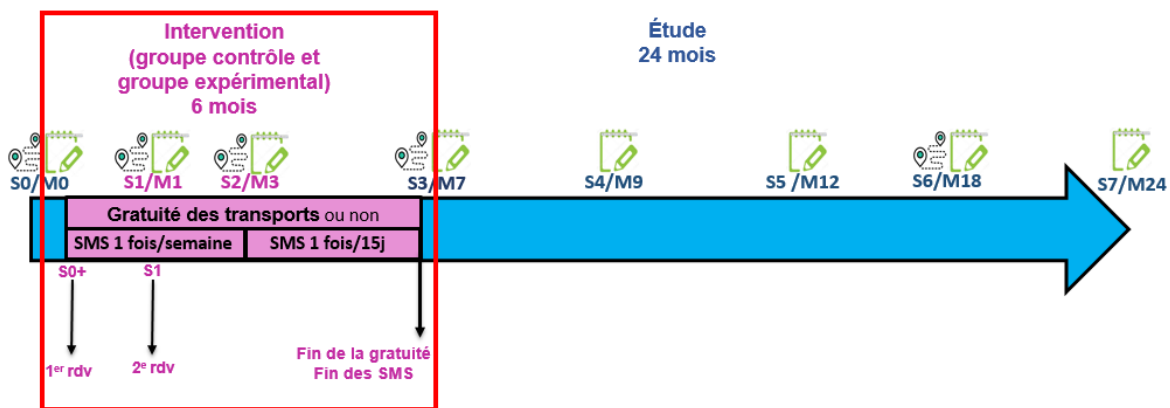 Intervention
(groupe contrôle et
groupe expérimental)
6 mois
Étude
24 mois
S0/M0
S1/M1
S2/M3
S3/M7
S4/M9
S5 /M12
S6/M18
S7/M24
Gratuité des transports ou non
SMS 1 fois/semaine
SMS 1 fois/15j
S0+
S1
1er rdv
2e rdv
Fin de la gratuité
Fin des SMS